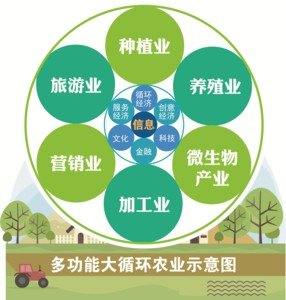 种植业
旅游业
养殖业
循环
经济
服务
经济
创意
经济
信息
文化
科技
金融
营销业
微生物
产业
加工业
多功能大循环农业示意图